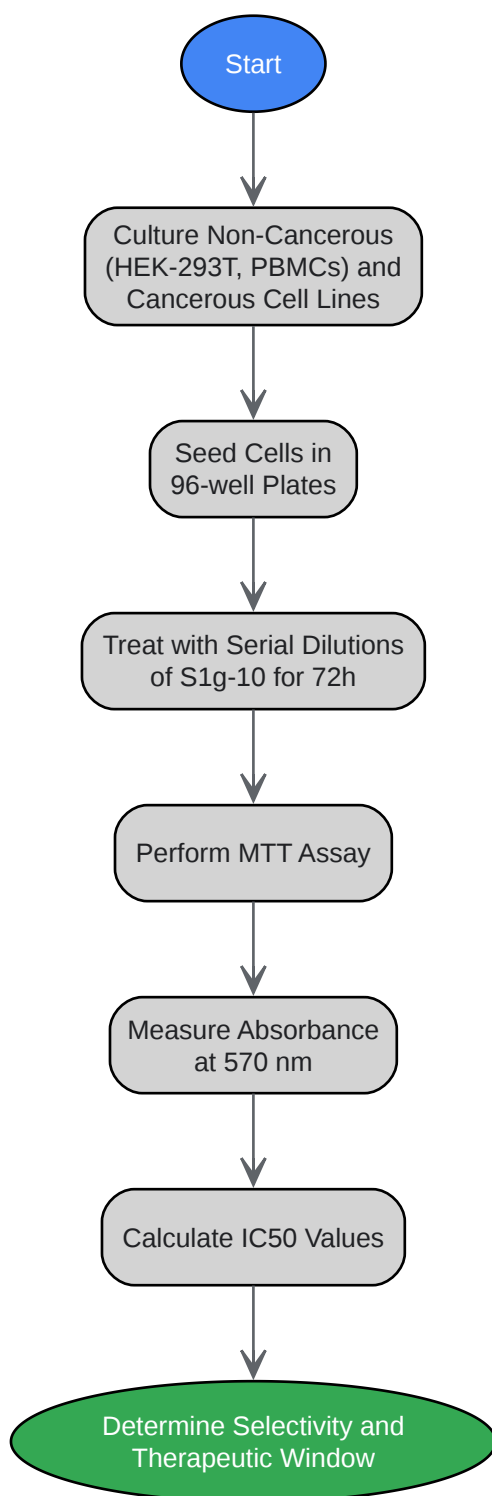 Start
Culture Non-Cancerous
(HEK-293T, PBMCs) and
Cancerous Cell Lines
Seed Cells in
96-well Plates
Treat with Serial Dilutions
of S1g-10 for 72h
Perform MTT Assay
Measure Absorbance
at 570 nm
Calculate IC50 Values
Determine Selectivity and
Therapeutic Window